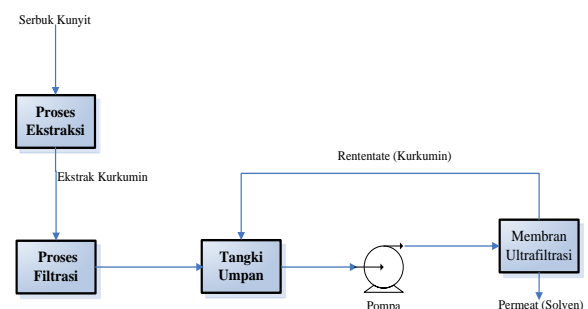 Serbuk Kunyit
Proses
Ekstraksi
Rententate (Kurkumin)
Ekstrak Kurkumin
Proses
Filtrasi
Tangki
Umpan
Membran
Ultrafiltrasi
Pompa
Permeat (Solven)